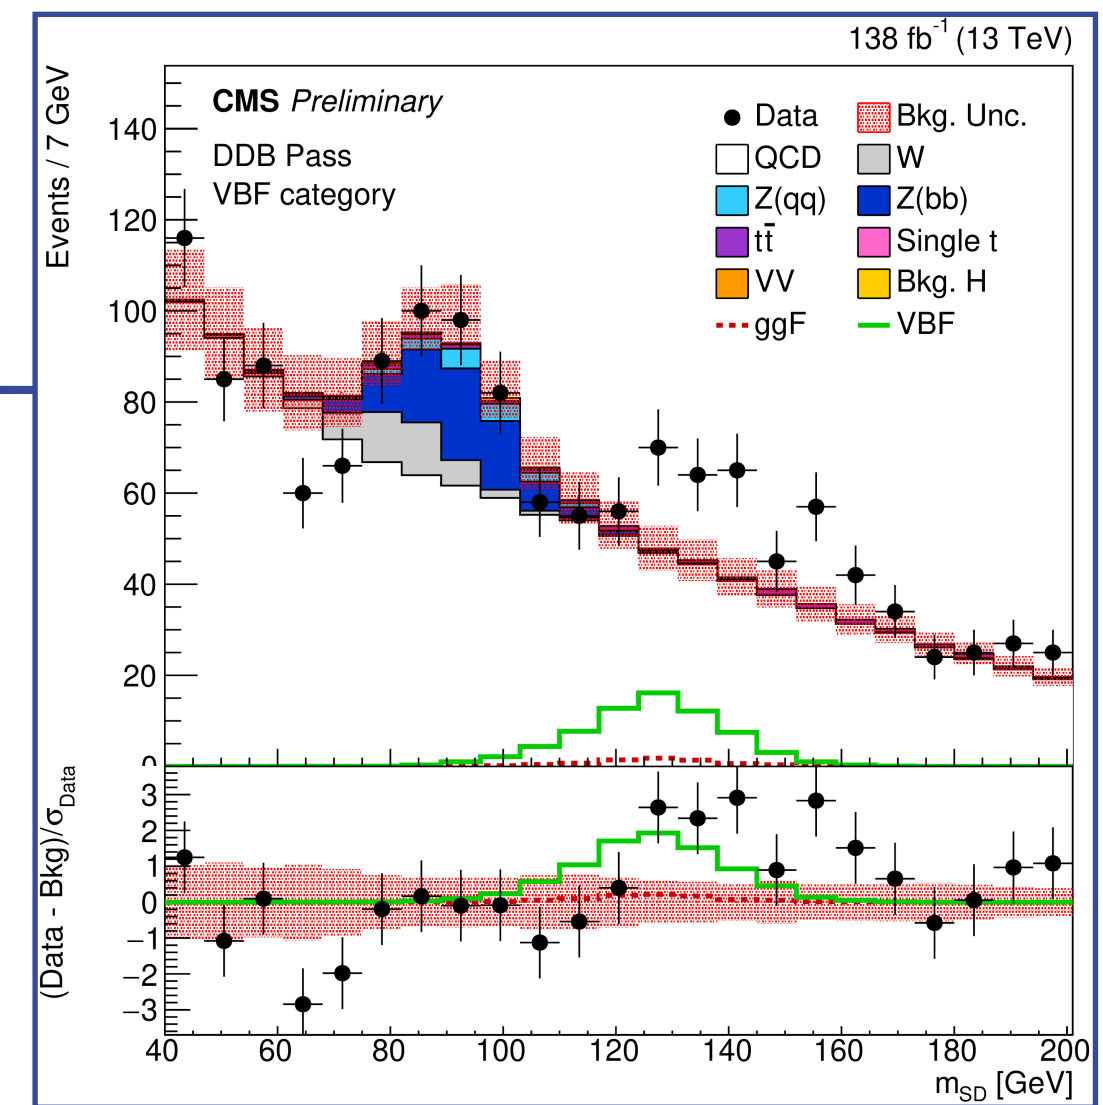 138 fb-1 (13 TeV)
Events / 7 GeV
CMS Preliminary
DDB Pass
VBF category
Data
Bkg. Unc.
QCD
W
Z(qq)
Z(bb)
tt̄
Single t
VV
Bkg. H
ggF
VBF
140
120
100
80
60
40
20
0
(Data - Bkg)/σData
3
2
1
0
−1
−2
−3
40 60 80 100 120 140 160 180 200
mSD [GeV]